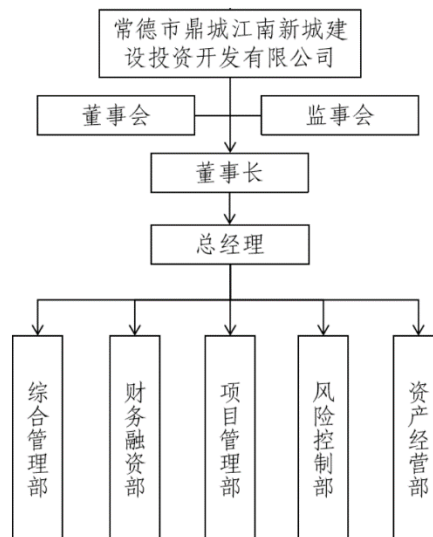 常德市鼎城江南新城建
设投资开发有限公司
董事会
监事会
董事长
总经理
综合管理部
财务融资部
项目管理部
风险控制部
资产经营部